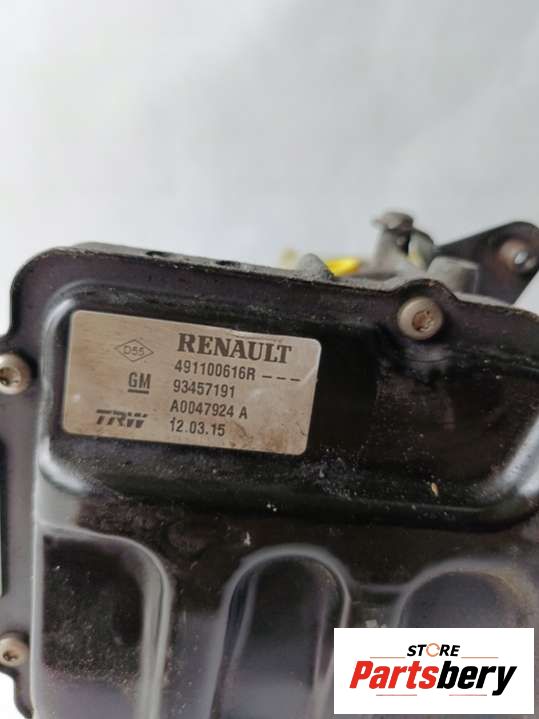 D55
RENAULT
491100616R---
GM
93457191
A0047924 A
TRW
12.03.15
STORE
Partsbery